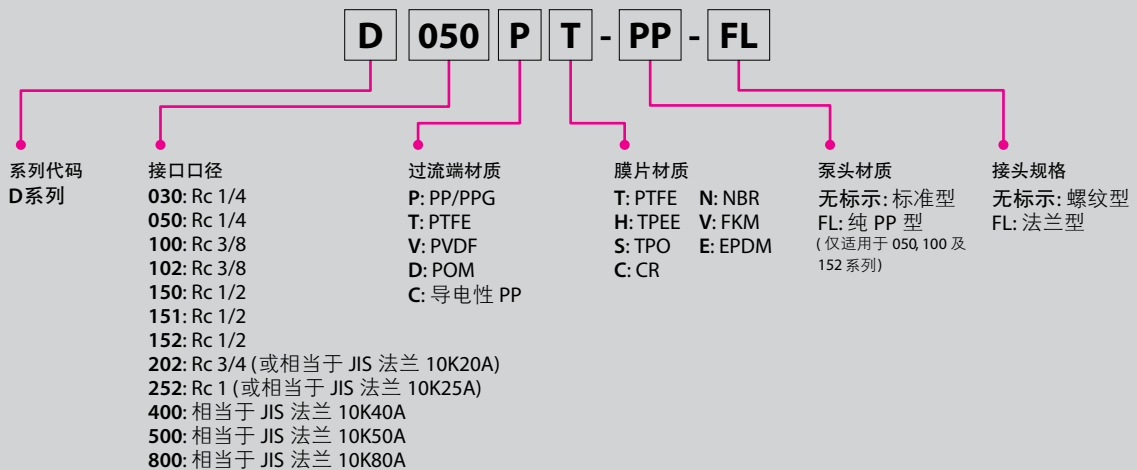 D 050 P T - PP - FL
系列代码
D系列
接口口径
030: Rc 1/4
050: Rc 1/4
100: Rc 3/8
102: Rc 3/8
150: Rc 1/2
151: Rc 1/2
152: Rc 1/2
202: Rc 3/4 (或相当于 JIS 法兰 10K20A)
252: Rc 1 (或相当于 JIS 法兰 10K25A)
400: 相当于 JIS 法兰 10K40A
500: 相当于 JIS 法兰 10K50A
800: 相当于 JIS 法兰 10K80A
过流端材质
P: PP/PPG
T: PTFE
V: PVDF
D: POM
C: 导电性 PP
膜片材质
T: PTFE N: NBR
H: TPEE V: FKM
S: TPO E: EPDM
C: CR
泵头材质
无标示: 标准型
FL: 纯 PP 型
( 仅适用于 050, 100 及
152 系列)
接头规格
无标示: 螺纹型
FL: 法兰型